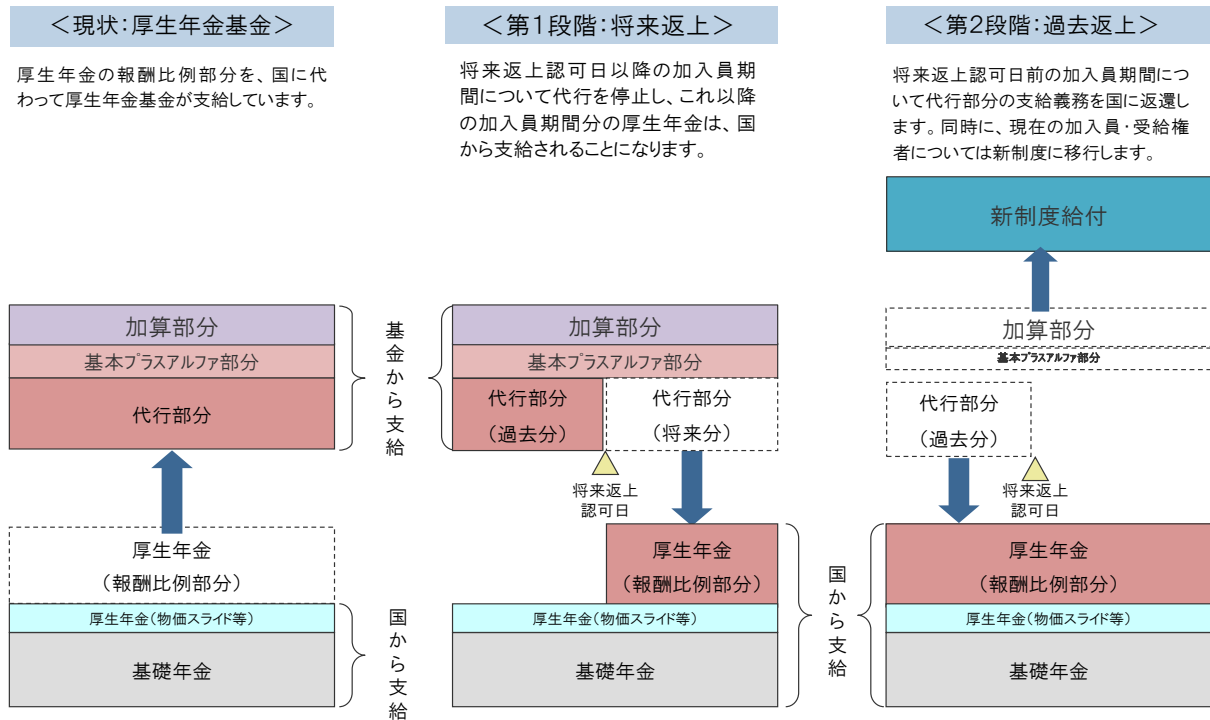 <現状:厚生年金基金>
厚生年金の報酬比例部分を、国に代
わって厚生年金基金が支給しています。
加算部分
基本プラスアルファ部分
代行部分
厚生年金
(報酬比例部分)
厚生年金(物価スライド等)
基礎年金
基金から支給
国から支給
<第1段階:将来返上>
将来返上認可日以降の加入員期
間について代行を停止し、これ以降
の加入員期間分の厚生年金は、国
から支給されることになります。
加算部分
基本プラスアルファ部分
代行部分
(過去分)
代行部分
(将来分)
将来返上
認可日
厚生年金
(報酬比例部分)
厚生年金(物価スライド等)
基礎年金
国から支給
<第2段階:過去返上>
将来返上認可日前の加入員期間につ
いて代行部分の支給義務を国に返還し
ます。同時に、現在の加入員・受給権
者については新制度に移行します。
新制度給付
加算部分
基本プラスアルファ部分
代行部分
(過去分)
将来返上
認可日
厚生年金
(報酬比例部分)
厚生年金(物価スライド等)
基礎年金